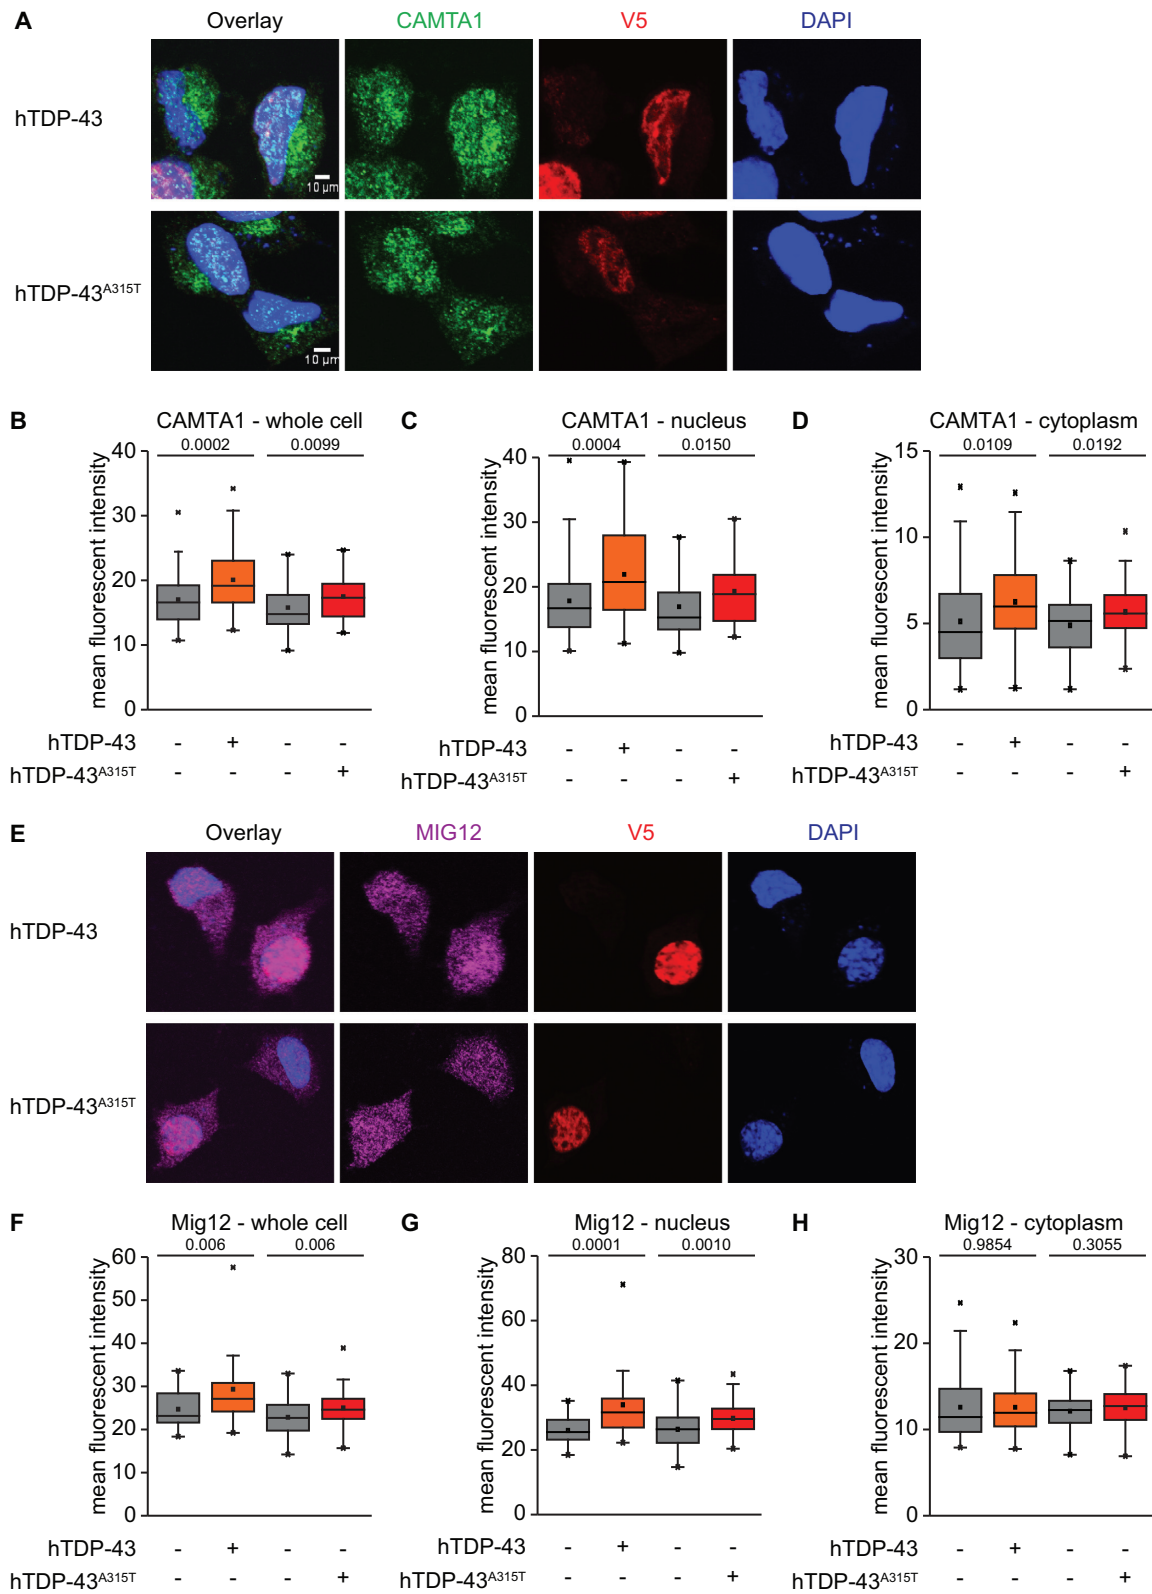 A Overlay CAMTA1 V5 DAPI
hTDP-43
10 µm
hTDP-43A315T
10 µm
B CAMTA1 - whole cell
0.0002 0.0099
mean fluorescent intensity
40
30
20
10
0
hTDP-43 - + - -
hTDP-43A315T - - - +
C CAMTA1 - nucleus
0.0004 0.0150
mean fluorescent intensity
40
30
20
10
0
hTDP-43 - + - -
hTDP-43A315T - - - +
D CAMTA1 - cytoplasm
0.0109 0.0192
mean fluorescent intensity
15
10
5
0
hTDP-43 - + - -
hTDP-43A315T - - - +
E Overlay MIG12 V5 DAPI
hTDP-43
hTDP-43A315T
F Mig12 - whole cell
0.006 0.006
mean fluorescent intensity
60
50
40
30
20
10
0
hTDP-43 - + - -
hTDP-43A315T - - - +
G Mig12 - nucleus
0.0001 0.0010
mean fluorescent intensity
80
60
40
20
0
hTDP-43 - + - -
hTDP-43A315T - - - +
H Mig12 - cytoplasm
0.9854 0.3055
mean fluorescent intensity
30
20
10
0
hTDP-43 - + - -
hTDP-43A315T - - - +